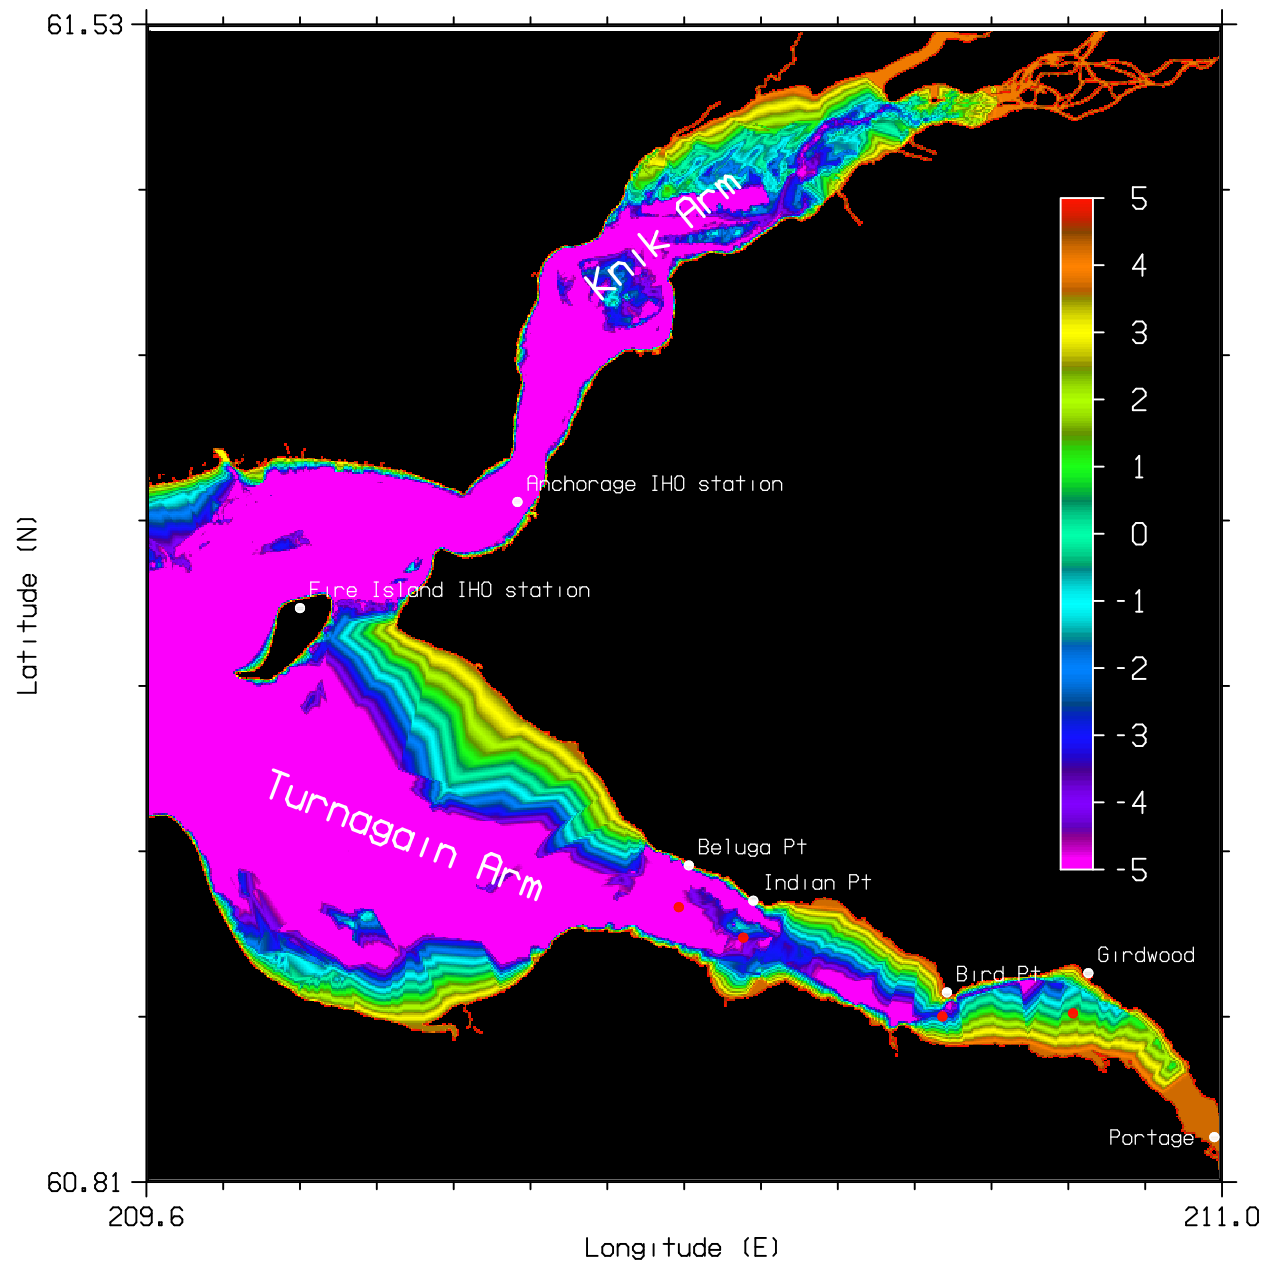 61.53
Knik Arm
5
4
3
2
1
0
-1
-2
-3
-4
-5
Anchorage IHO station
Fire Island IHO station
Latitude (N)
Turnagain Arm
Beluga Pt
Indian Pt
Girdwood
Bird Pt
Portage
60.81
209.6
211.0
Longitude (E)